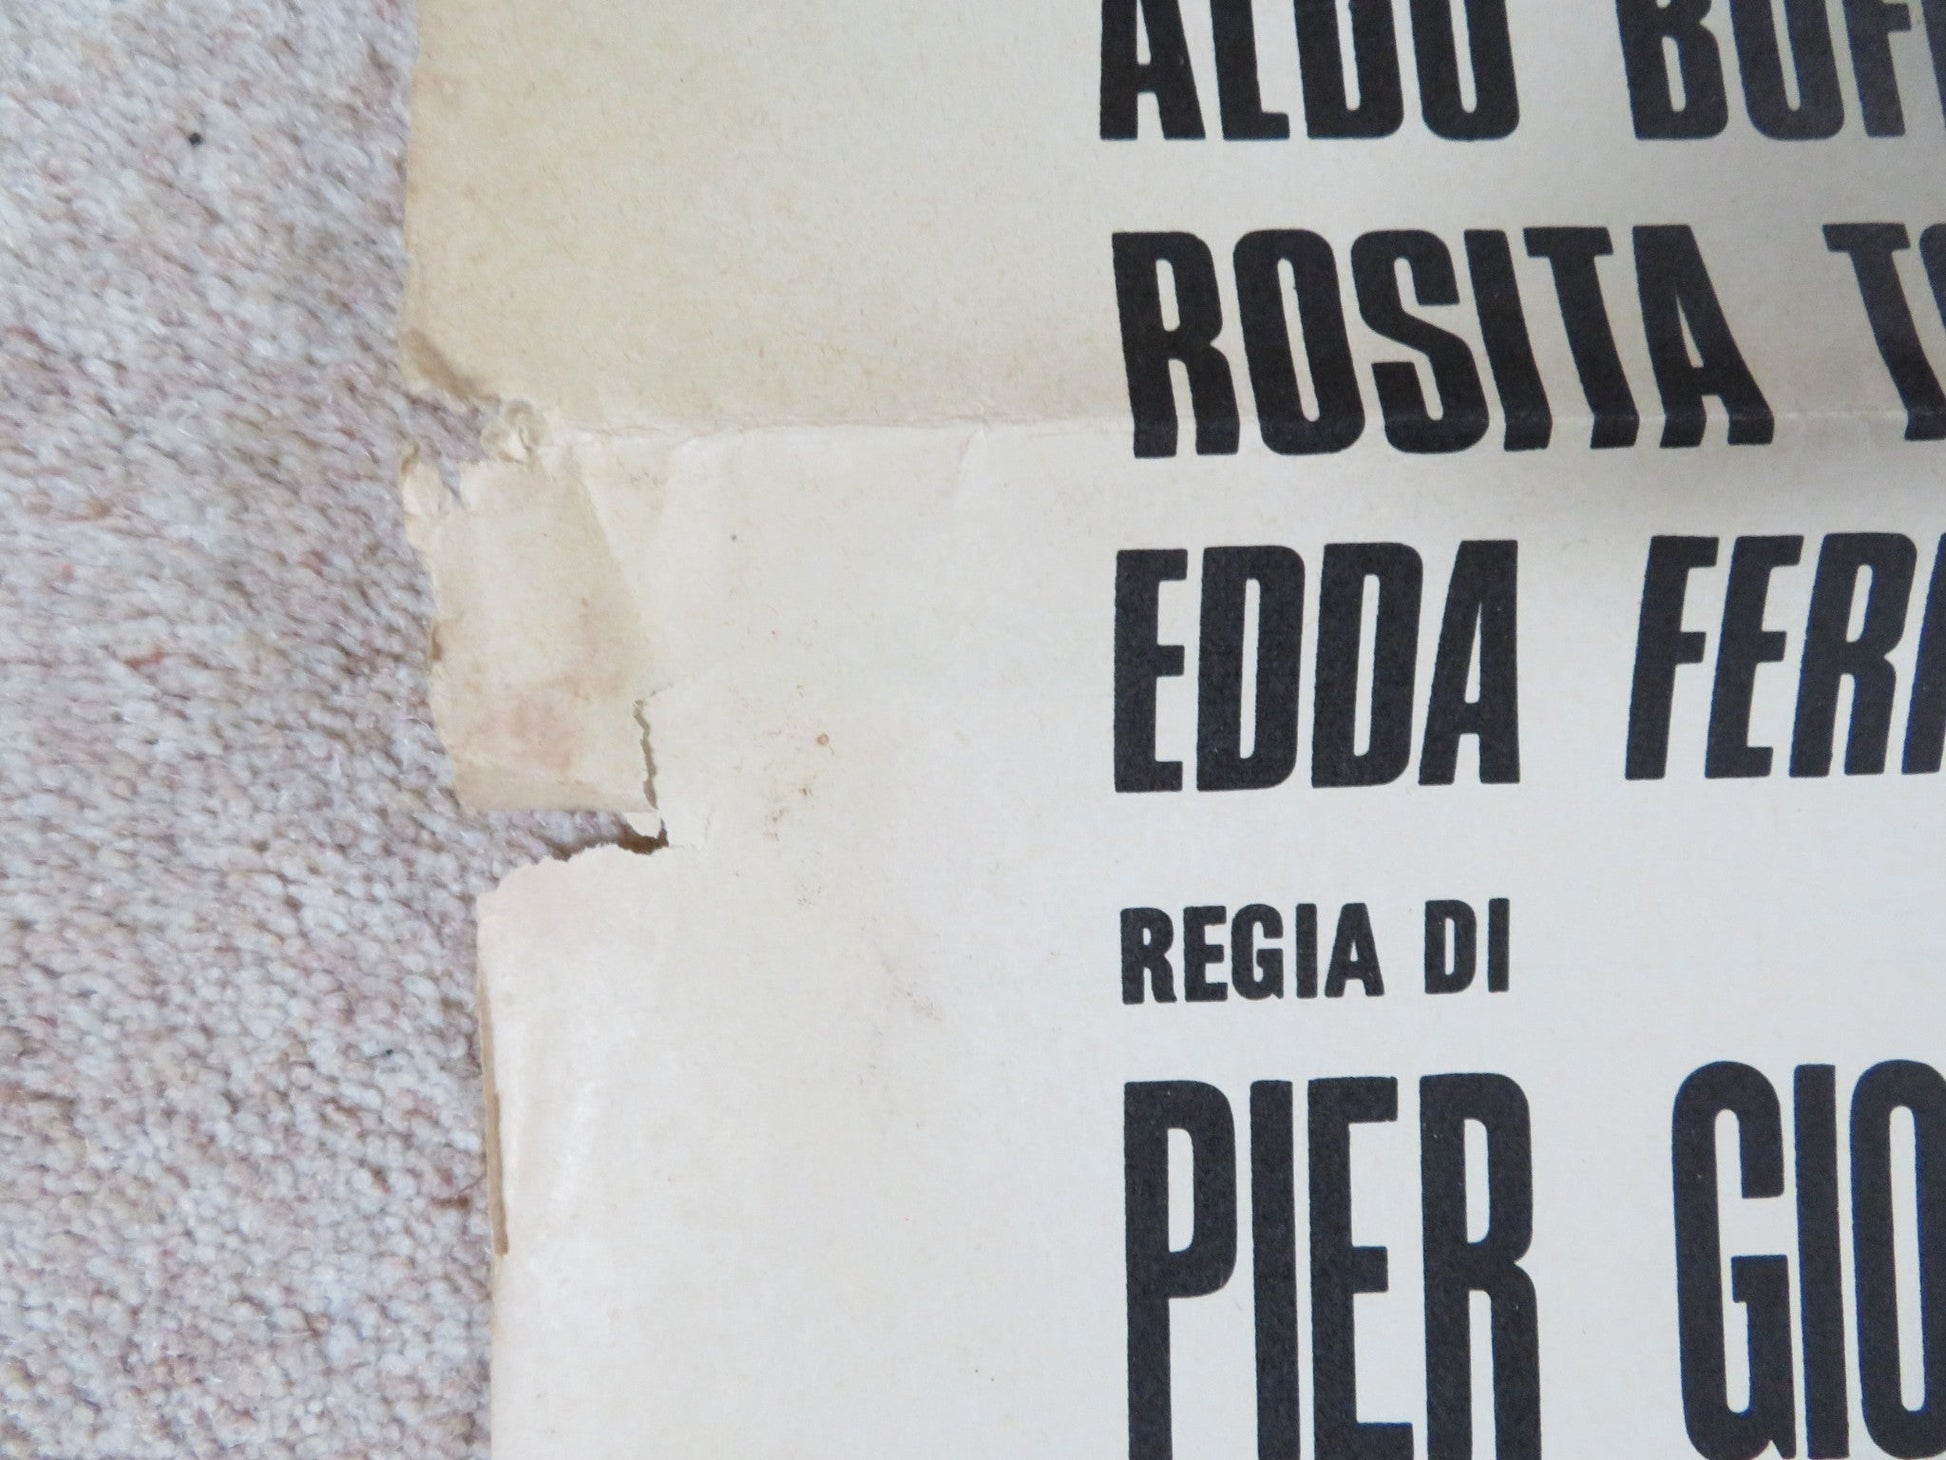 ALDO BUF
ROSITA T
EDDA FER
REGIA DI
PIER GIO